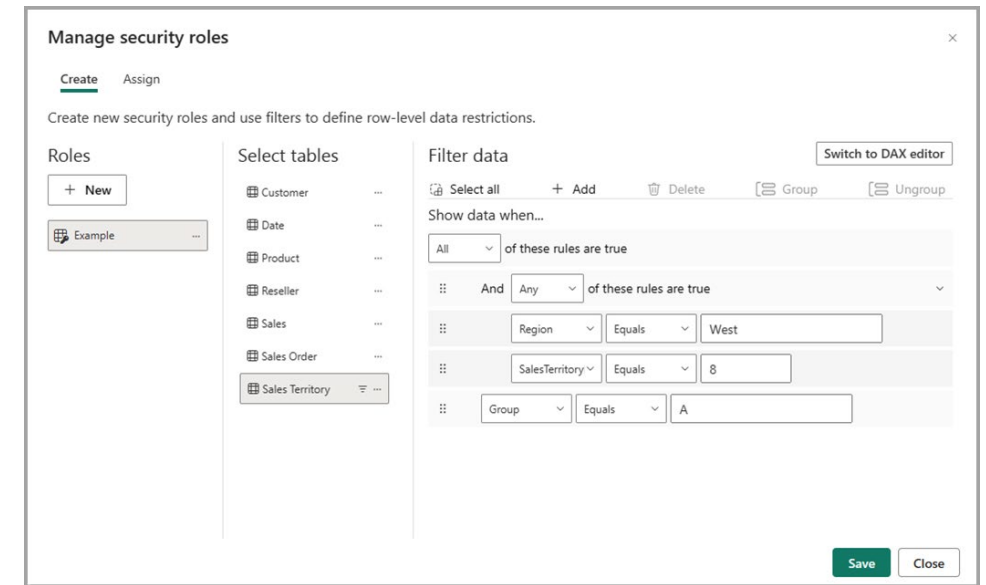 Manage security roles
Create Assign
Create new security roles and use filters to define row-level data restrictions.
Roles
+ New
Example
Select tables
Customer
Date
Product
Reseller
Sales
Sales Order
Sales Territory
Filter data
Switch to DAX editor
Select all + Add Delete Group Ungroup
Show data when...
All of these rules are true
And Any of these rules are true
Region Equals West
SalesTerritory Equals 8
Group Equals A
Save Close